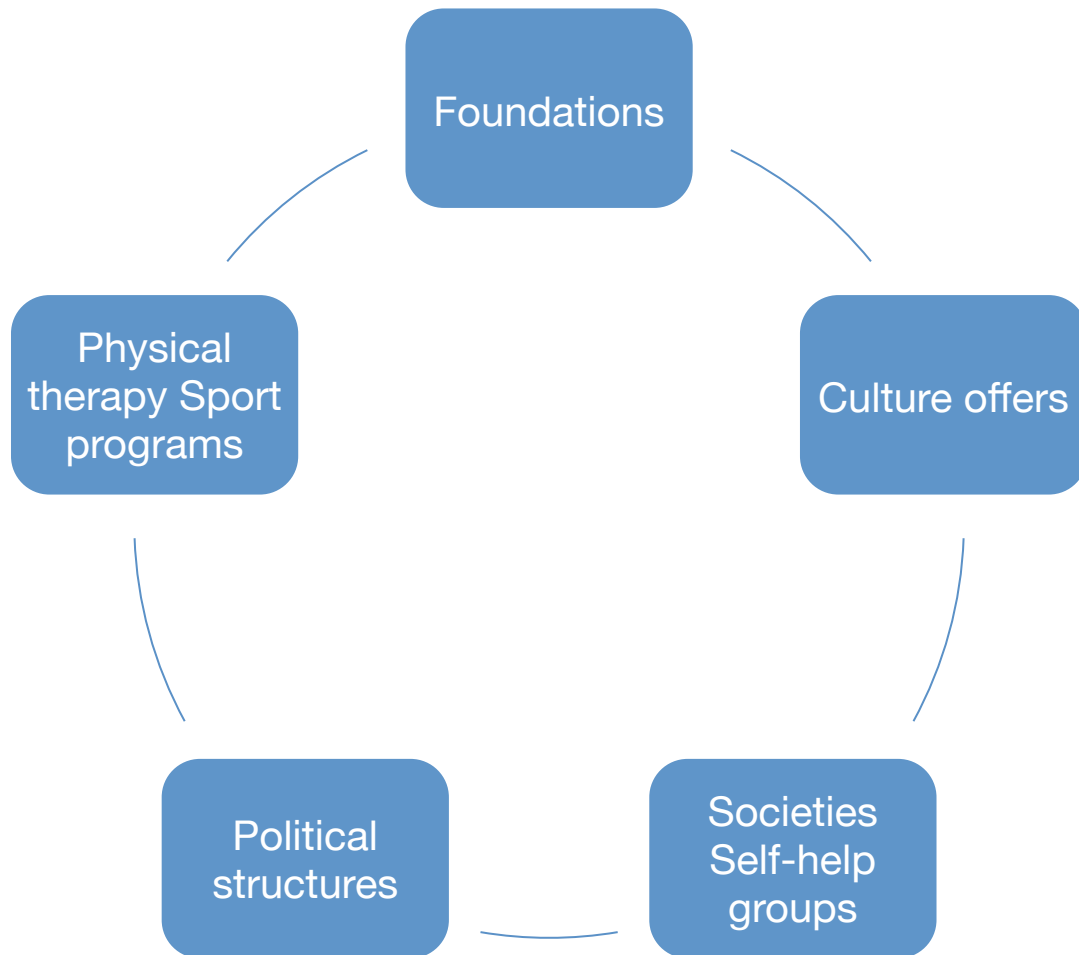 Foundations
Culture offers
Societies
Self-help
groups
Political
structures
Physical
therapy Sport
programs